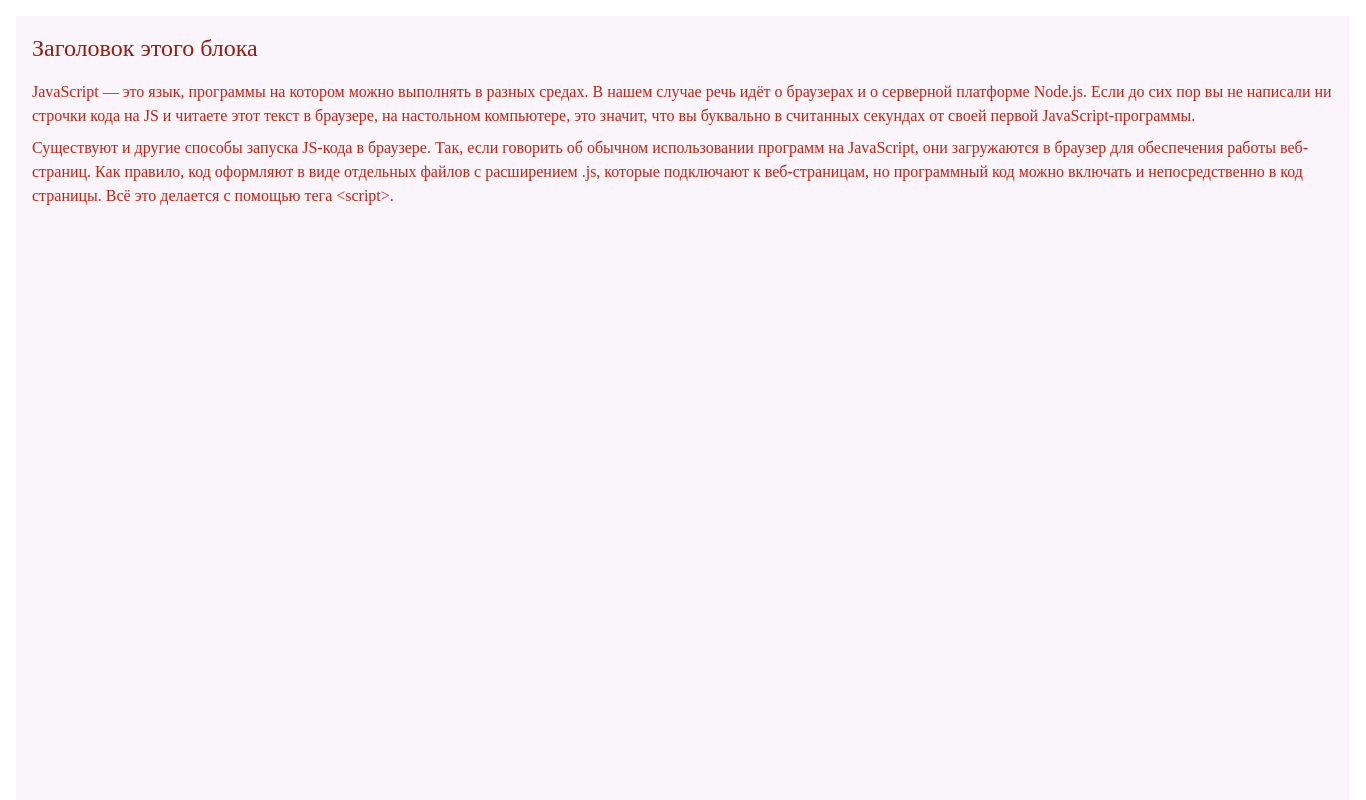 Заголовок этого блока
JavaScript — это язык, программы на котором можно выполнять в разных средах. В нашем случае речь идёт о браузерах и о серверной платформе Node.js. Если до сих пор вы не написали ни
строчки кода на JS и читаете этот текст в браузере, на настольном компьютере, это значит, что вы буквально в считанных секундах от своей первой JavaScript-программы.
Существуют и другие способы запуска JS-кода в браузере. Так, если говорить об обычном использовании программ на JavaScript, они загружаются в браузер для обеспечения работы веб-
страниц. Как правило, код оформляют в виде отдельных файлов с расширением .js, которые подключают к веб-страницам, но программный код можно включать и непосредственно в код
страницы. Всё это делается с помощью тега <script>.